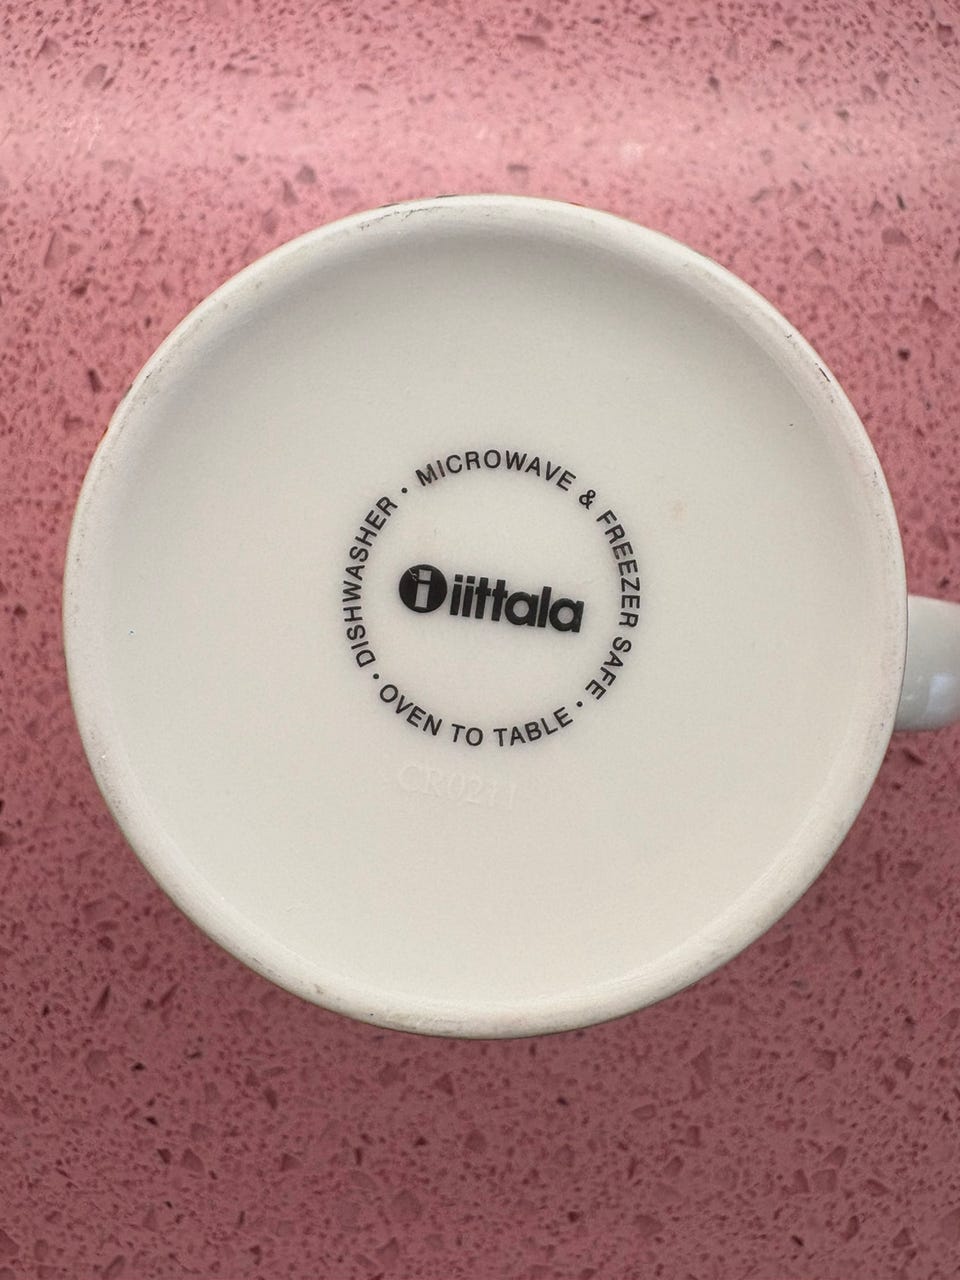 DISHWASHER • MICROWAVE & FREEZER SAFE • OVEN TO TABLE •
i iittala
CR0211